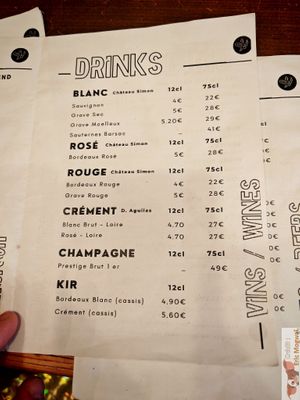 DRINKS
BLANC Château Simon 12cl 75cl
Sauvignon 4€ 22€
Grave Sec 5€ 28€
Grave Moelleux 5.20€ 29€
Sauternes Barsac – 41€
ROSÉ Château Simon 12cl 75cl
Bordeaux Rosé 5€ 28€
ROUGE Château Simon 12cl 75cl
Bordeaux Rouge 4€ 22€
Grave Rouge 5€ 28€
CRÉMENT D. Aguilas 12cl 75cl
Blanc Brut - Loire 4.70 27€
Rosé - Loire 4.70 27€
CHAMPAGNE 12cl 75cl
Prestige Brut 1 er – 49€
KIR 12cl
Bordeaux Blanc (cassis) 4,90€
Crément (cassis) 5,60€
VINS / WINES
BEERS